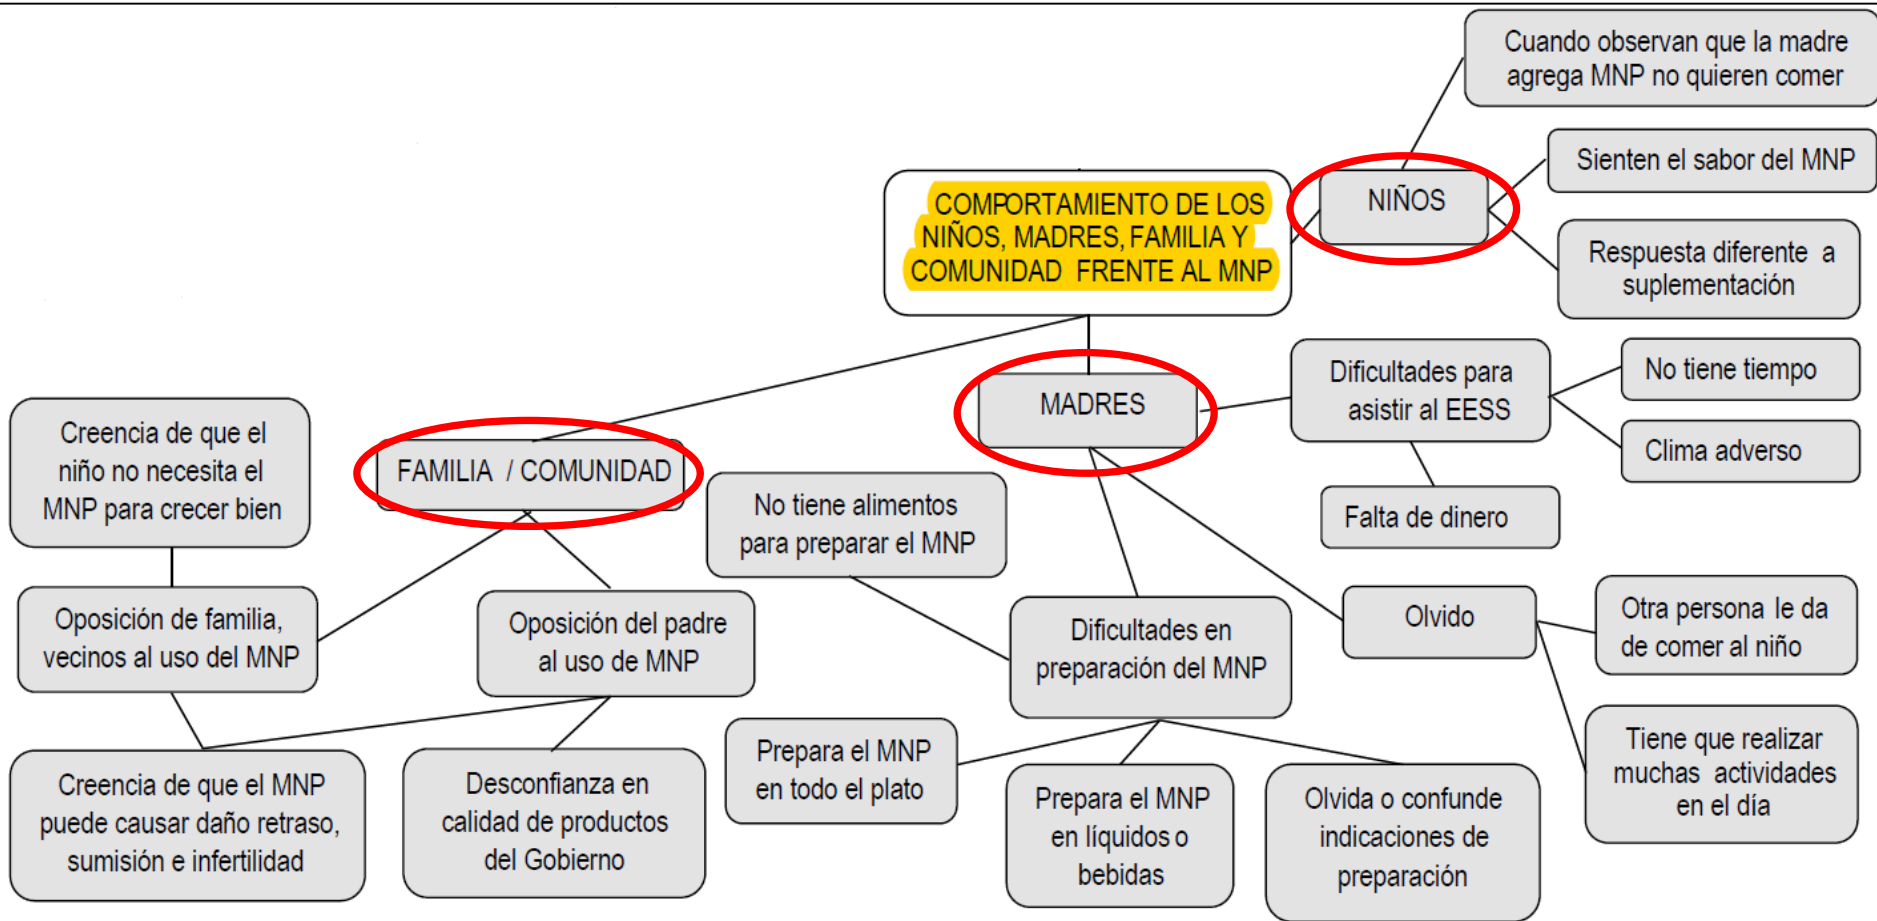 Cuando observan que la madre
agrega MNP no quieren comer
Sienten el sabor del MNP
NIÑOS
COMPORTAMIENTO DE LOS
NIÑOS, MADRES, FAMILIA Y
COMUNIDAD FRENTE AL MNP
Respuesta diferente a
suplementación
MADRES
Dificultades para
asistir al EESS
No tiene tiempo
Clima adverso
Falta de dinero
FAMILIA / COMUNIDAD
Creencia de que el
niño no necesita el
MNP para crecer bien
No tiene alimentos
para preparar el MNP
Oposición de familia,
vecinos al uso del MNP
Oposición del padre
al uso de MNP
Dificultades en
preparación del MNP
Olvido
Otra persona le da
de comer al niño
Creencia de que el MNP
puede causar daño retraso,
sumisión e infertilidad
Desconfianza en
calidad de productos
del Gobierno
Prepara el MNP
en todo el plato
Prepara el MNP
en líquidos o
bebidas
Olvida o confunde
indicaciones de
preparación
Tiene que realizar
muchas actividades
en el día